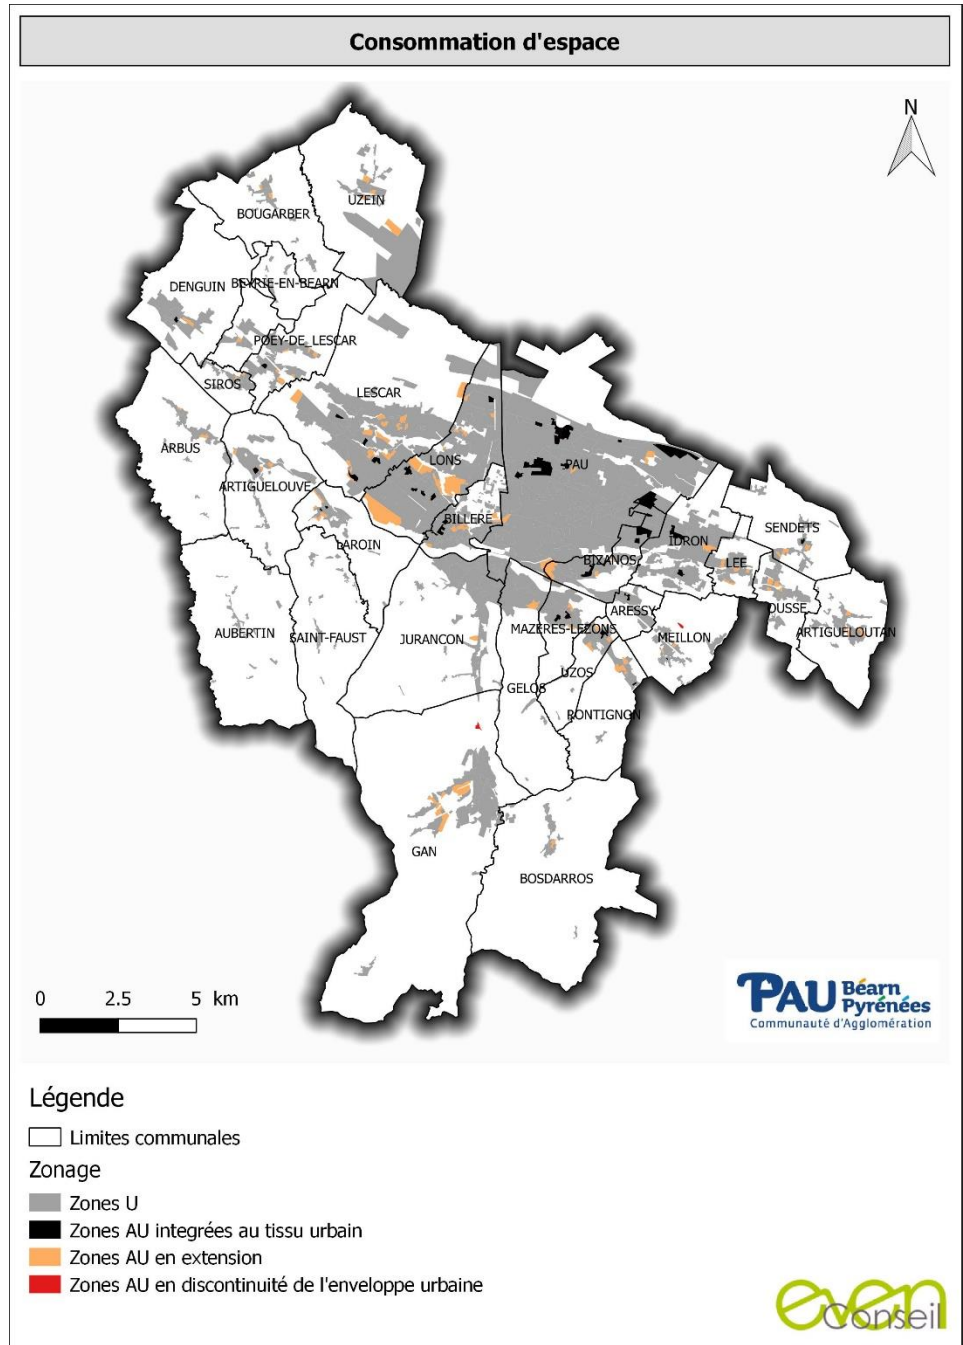 Consommation d'espace
N
UZEIN
BOUGARBER
BEYRIE-EN-BEARN
DENGUIN
POEY-DE_LESCAR
SIROS
LESCAR
ARBUS
LONS
PAU
ARTIGUELOUVE
BILLERE
SENDETS
LAROIN
IDRON
BIZANOS
LEE
OUSSE
ARESSY
AUBERTIN
SAINT-FAUST
JURANCON
MAZERES-LEZONS
MEILLON
ARTIGUELOUTAN
UZOS
GELOS
RONTIGNON
GAN
BOSDARROS
0 2.5 5 km
PAU Béarn
Pyrénées
Communauté d'Agglomération
Légende
Limites communales
Zonage
Zones U
Zones AU integrées au tissu urbain
Zones AU en extension
Zones AU en discontinuité de l'enveloppe urbaine
even
Conseil